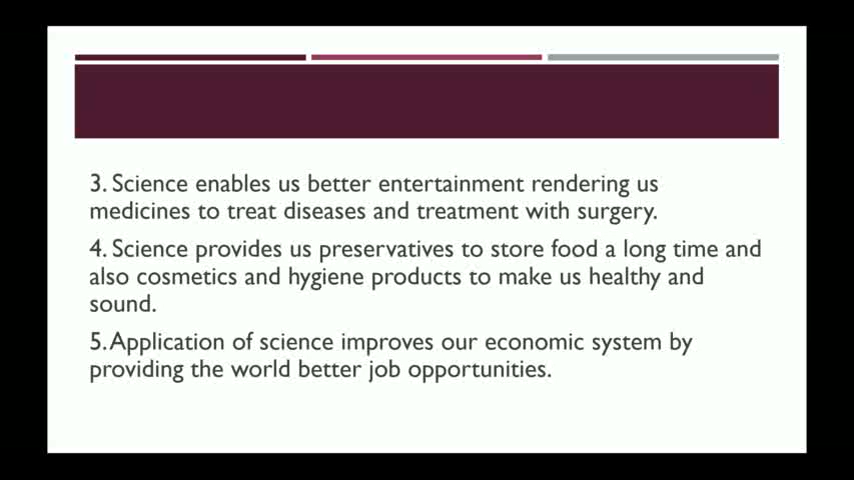 3. Science enables us better entertainment rendering us
medicines to treat diseases and treatment with surgery.
4. Science provides us preservatives to store food a long time and
also cosmetics and hygiene products to make us healthy and
sound.
5. Application of science improves our economic system by
providing the world better job opportunities.